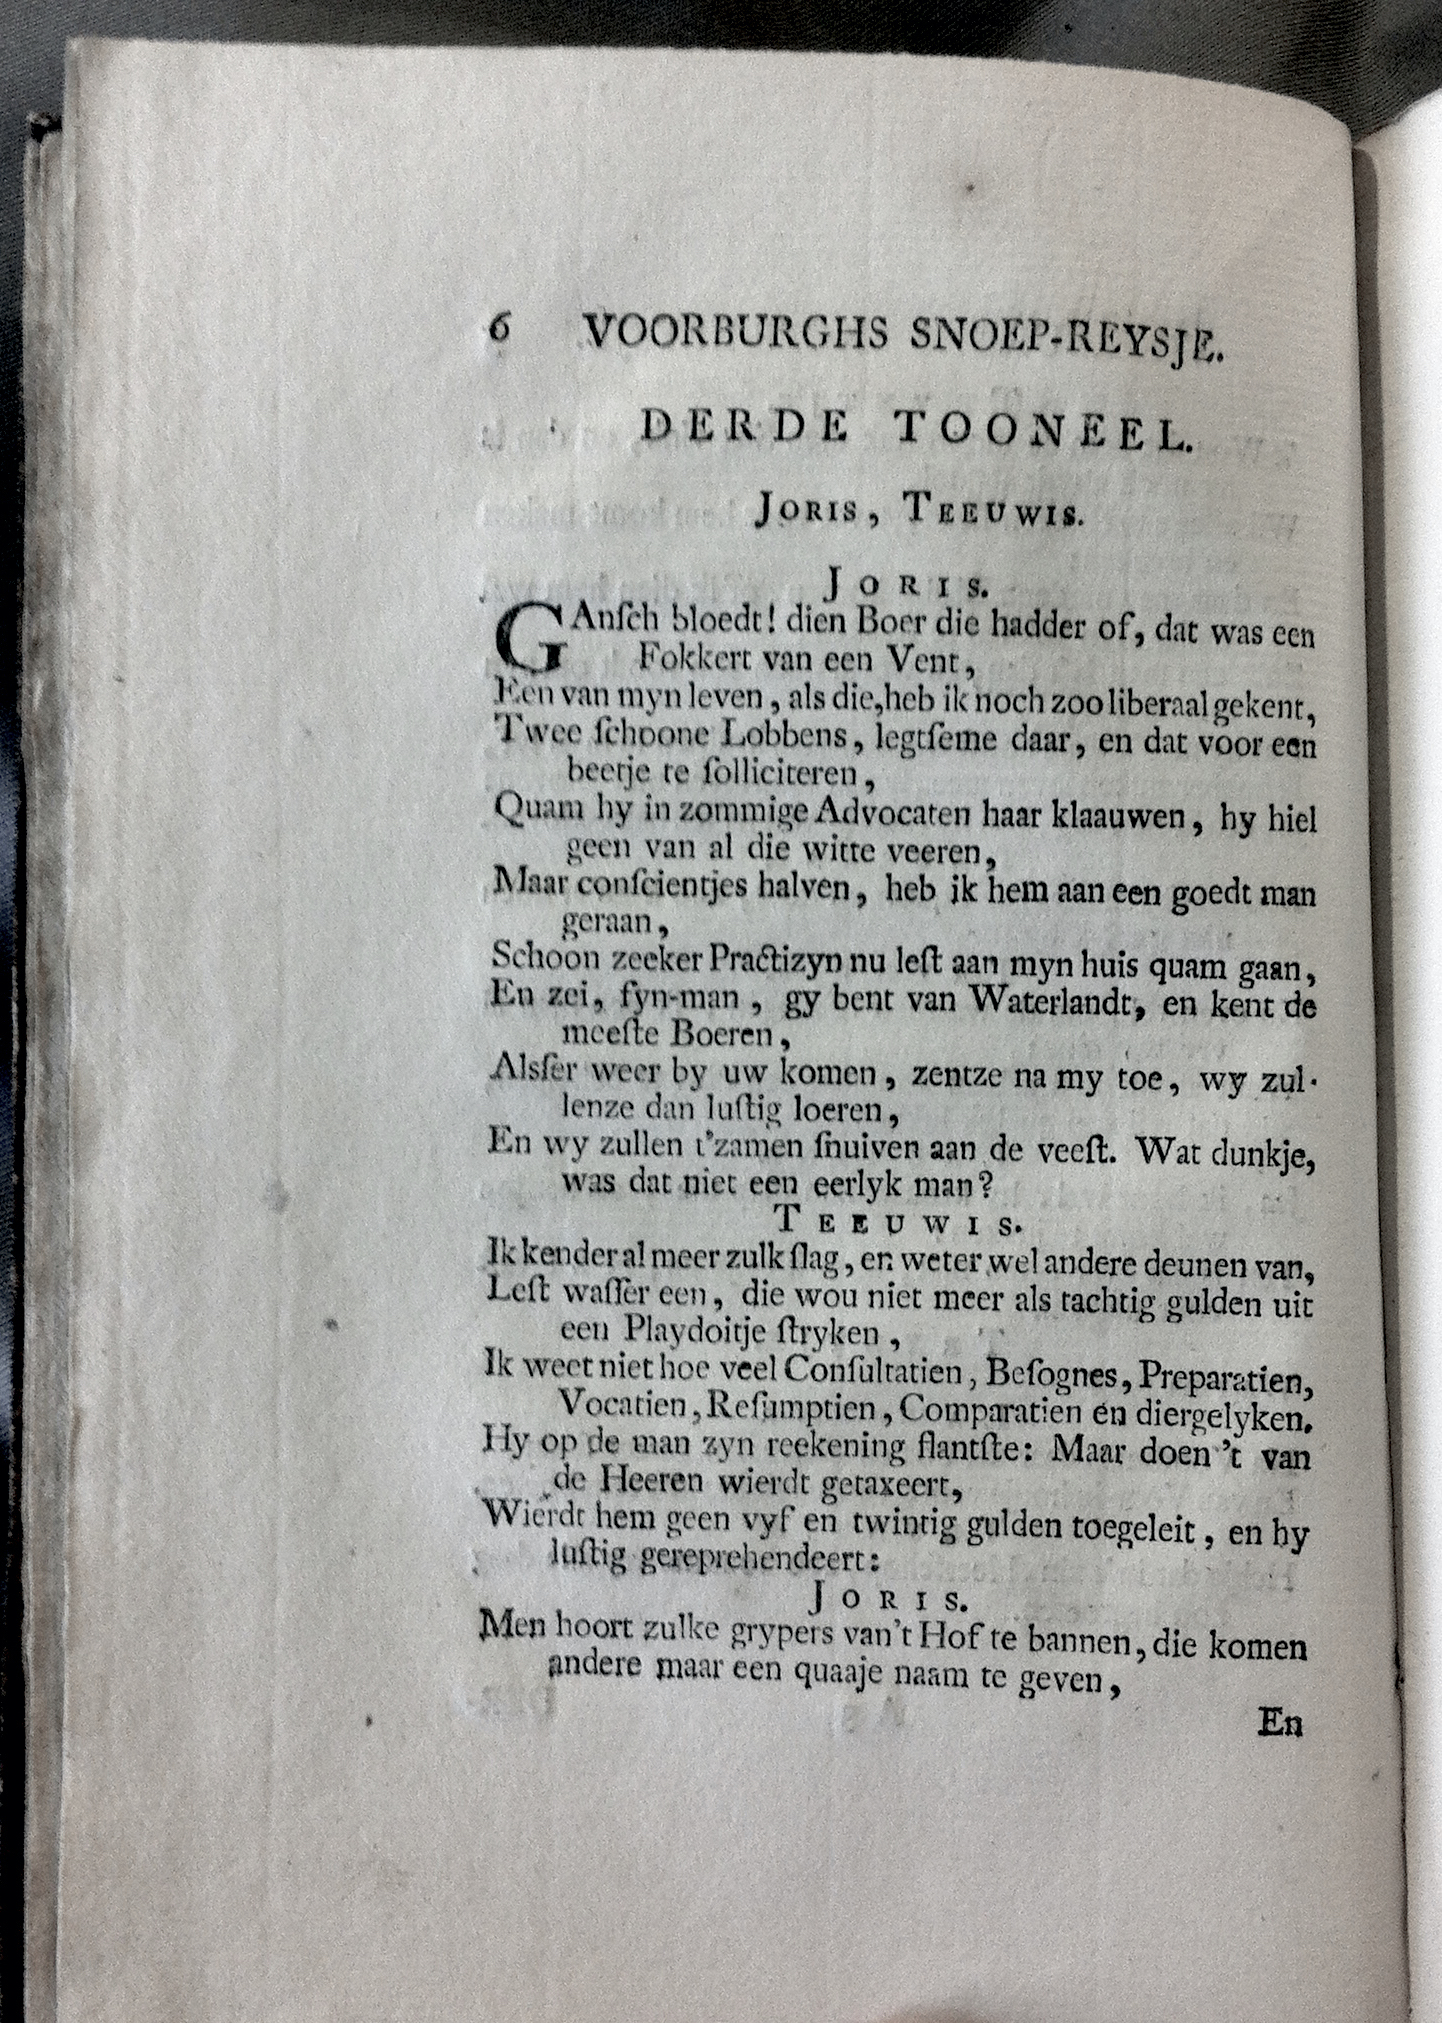 6 VOORBURGHS SNOEP-REYSJE.
DERDE TOONEEL.
JORIS, TEEUWIS.
JORIS.
GAnſch bloedt! dien Boer die hadder of, dat was een
Fokkert van een Vent,
Een van myn leven, als die,heb ik noch zoo liberaal gekent,
Twee ſchoone Lobbens, legtſeme daar, en dat voor een
beetje te ſolliciteren,
Quam hy in zommige Advocaten haar klaauwen, hy hiel
geen van al die witte veeren,
Maar conſcientjes halven, heb ik hem aan een goedt man
geraan,
Schoon zeeker Practizyn nu leſt aan myn huis quam gaan,
En zei, fyn-man, gy bent van Waterlandt, en kent de
meeſte Boeren,
Alsſer weer by uw komen, zentze na my toe, wy zul-
lenze dan luſtig loeren,
En wy zullen t'zamen ſnuiven aan de veeſt. Wat dunkje,
was dat niet een eerlyk man?
TEEUWIS.
Ik kender al meer zulk ſlag, en weter wel andere deunen van,
Leſt waſſer een, die wou niet meer als tachtig gulden uit
een Playdoitje ſtryken,
Ik weet niet hoe veel Conſultatien, Beſognes, Preparatien,
Vocatien, Reſumptien, Comparatien en diergelyken.
Hy op de man zyn reekening flantſte: Maar doen 't van
de Heeren wierdt getaxeert,
Wierdt hem geen vyf en twintig gulden toegeleit, en hy
luſtig gereprehendeert:
JORIS.
Men hoort zulke grypers van't Hof te bannen, die komen
andere maar een quaaje naam te geven,
En